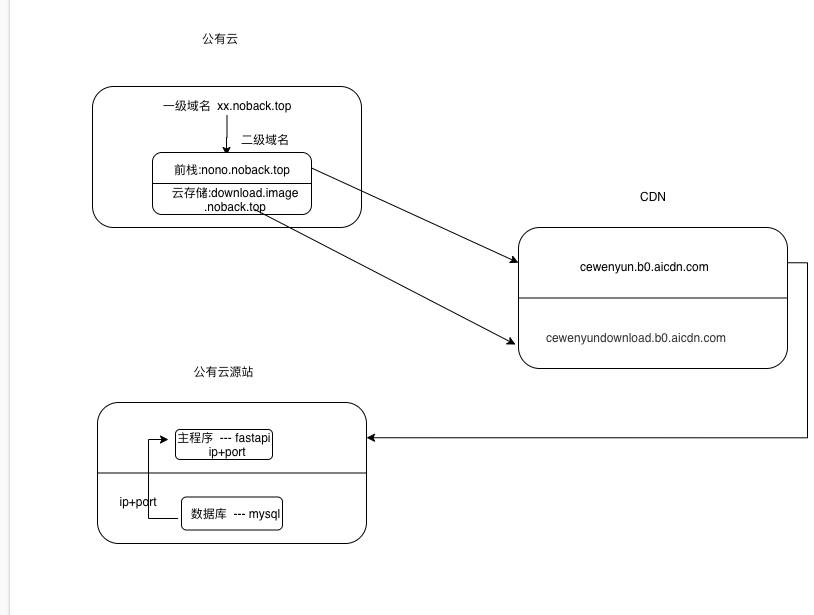 公有云
一级域名  xx.noback.top
二级域名
前栈:nono.noback.top
云存储:download.image
.noback.top
CDN
cewenyun.b0.aicdn.com
cewenyundownload.b0.aicdn.com
公有云源站
主程序  --- fastapi
ip+port
ip+port
数据库  --- mysql